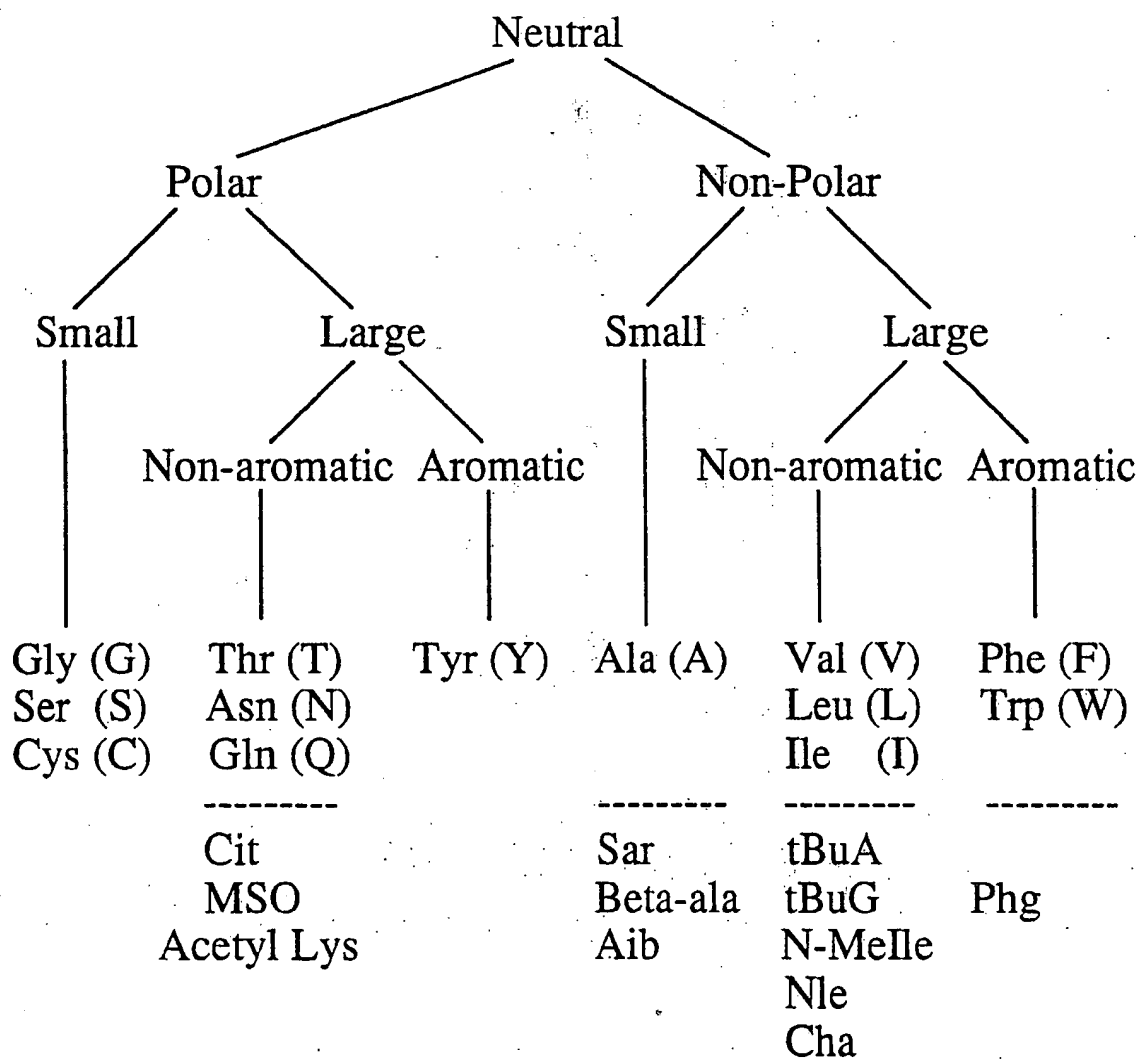 Neutral
Polar Non-Polar
Small Large Small Large
Non-aromatic Aromatic Non-aromatic Aromatic
Gly (G) Thr (T) Tyr (Y) Ala (A) Val (V) Phe (F)
Ser (S) Asn (N) Leu (L) Trp (W)
Cys (C) Gln (Q) Ile (I)
--------- --------- --------- ---------
Cit Sar tBuA
MSO Beta-ala tBuG Phg
Acetyl Lys Aib N-MeIle
Nle
Cha